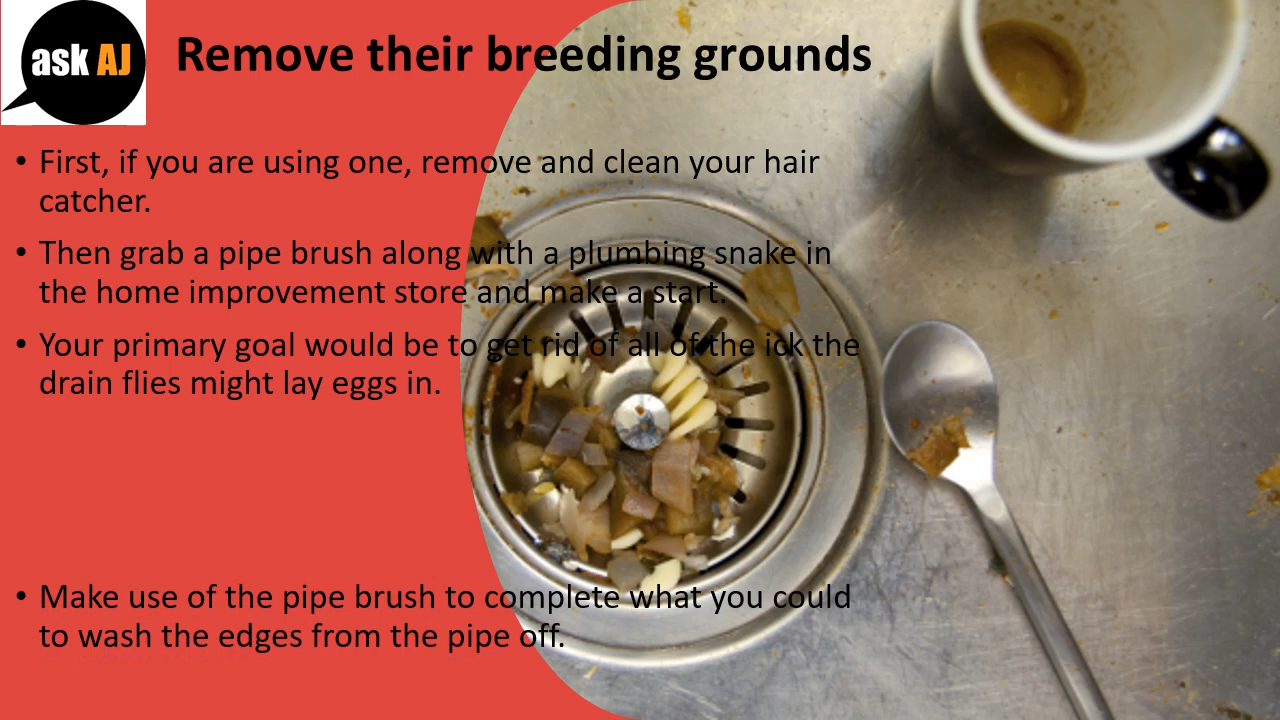 ask AJ
Remove their breeding grounds
• First, if you are using one, remove and clean your hair
catcher.
• Then grab a pipe brush along with a plumbing snake in
the home improvement store and make a start.
• Your primary goal would be to get rid of all of the ick the
drain flies might lay eggs in.
• Make use of the pipe brush to complete what you could
to wash the edges from the pipe off.